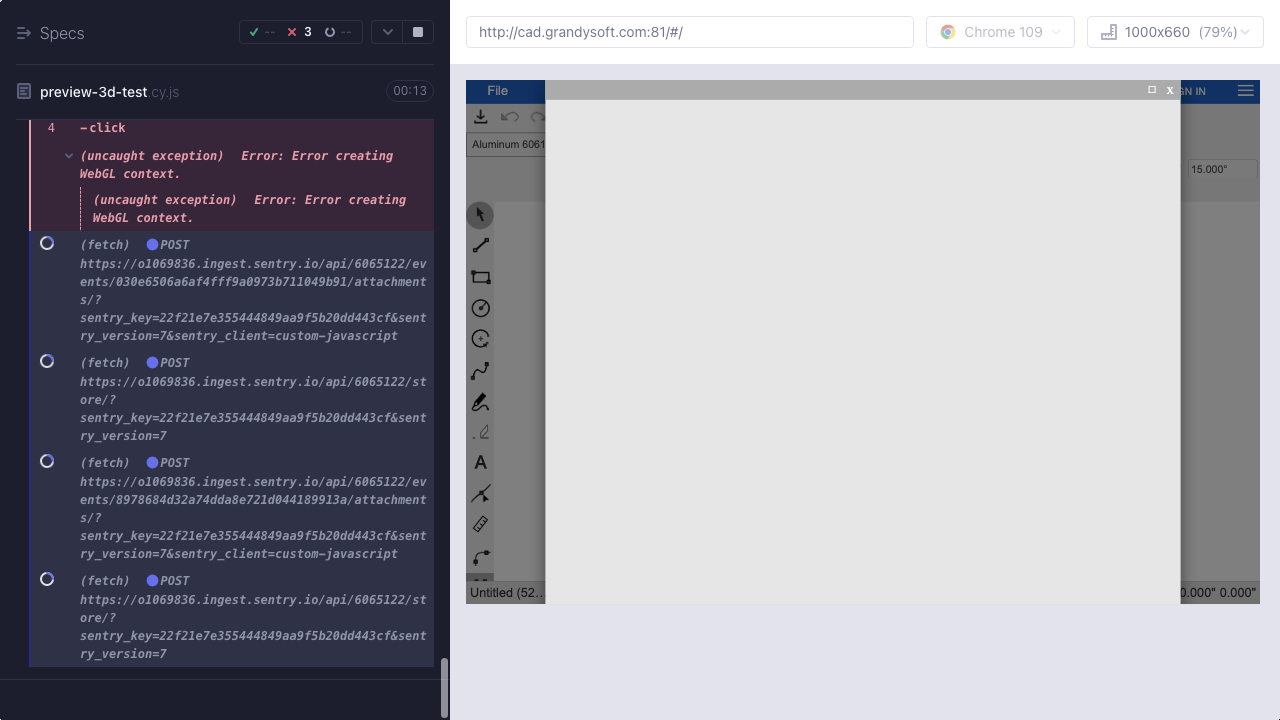 Specs
-- 3 --
preview-3d-test.cy.js
00:13
4 -click
(uncaught exception) Error: Error creating
WebGL context.
(uncaught exception) Error: Error creating
WebGL context.
(fetch) POST
https://o1069836.ingest.sentry.io/api/6065122/ev
ents/030e6506a6af4fff9a0973b711049b91/attachment
s/?
sentry_key=22f21e7e355444849aa9f5b20dd443cf&sent
ry_version=7&sentry_client=custom-javascript
(fetch) POST
https://o1069836.ingest.sentry.io/api/6065122/st
ore/?
sentry_key=22f21e7e355444849aa9f5b20dd443cf&sent
ry_version=7
(fetch) POST
https://o1069836.ingest.sentry.io/api/6065122/ev
ents/8978684d32a74dda8e721d044189913a/attachment
s/?
sentry_key=22f21e7e355444849aa9f5b20dd443cf&sent
ry_version=7&sentry_client=custom-javascript
(fetch) POST
https://o1069836.ingest.sentry.io/api/6065122/st
ore/?
sentry_key=22f21e7e355444849aa9f5b20dd443cf&sent
ry_version=7
http://cad.grandysoft.com:81/#/
Chrome 109
1000x660 (79%)
File
X
GN IN
Aluminum 6061
15.000"
A
Untitled (52...
0.000" 0.000"